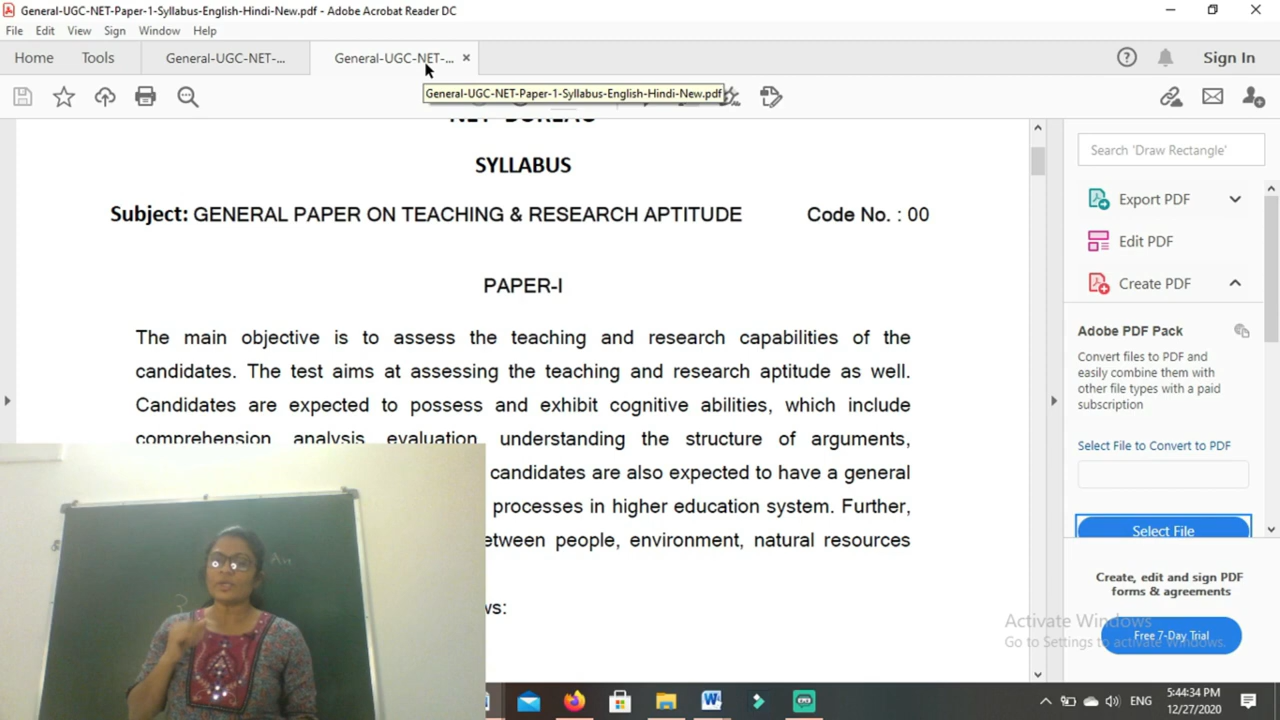 General-UGC-NET-Paper-1-Syllabus-English-Hindi-New.pdf - Adobe Acrobat Reader DC
File Edit View Sign Window Help
Home Tools General-UGC-NET-... General-UGC-NET-... Sign In
General-UGC-NET-Paper-1-Syllabus-English-Hindi-New.pdf
NET BUREAU
SYLLABUS
Subject: GENERAL PAPER ON TEACHING & RESEARCH APTITUDE Code No. : 00
PAPER-I
The main objective is to assess the teaching and research capabilities of the
candidates. The test aims at assessing the teaching and research aptitude as well.
Candidates are expected to possess and exhibit cognitive abilities, which include
comprehension analysis evaluation understanding the structure of arguments,
candidates are also expected to have a general
processes in higher education system. Further,
etween people, environment, natural resources
ws:
Search 'Draw Rectangle'
Export PDF
Edit PDF
Create PDF
Adobe PDF Pack
Convert files to PDF and
easily combine them with
other file types with a paid
subscription
Select File to Convert to PDF
Select File
Create, edit and sign PDF
forms & agreements
Free 7-Day Trial
Activate Windows
Go to Settings to activate Windows.
ENG
5:44:34 PM
12/27/2020